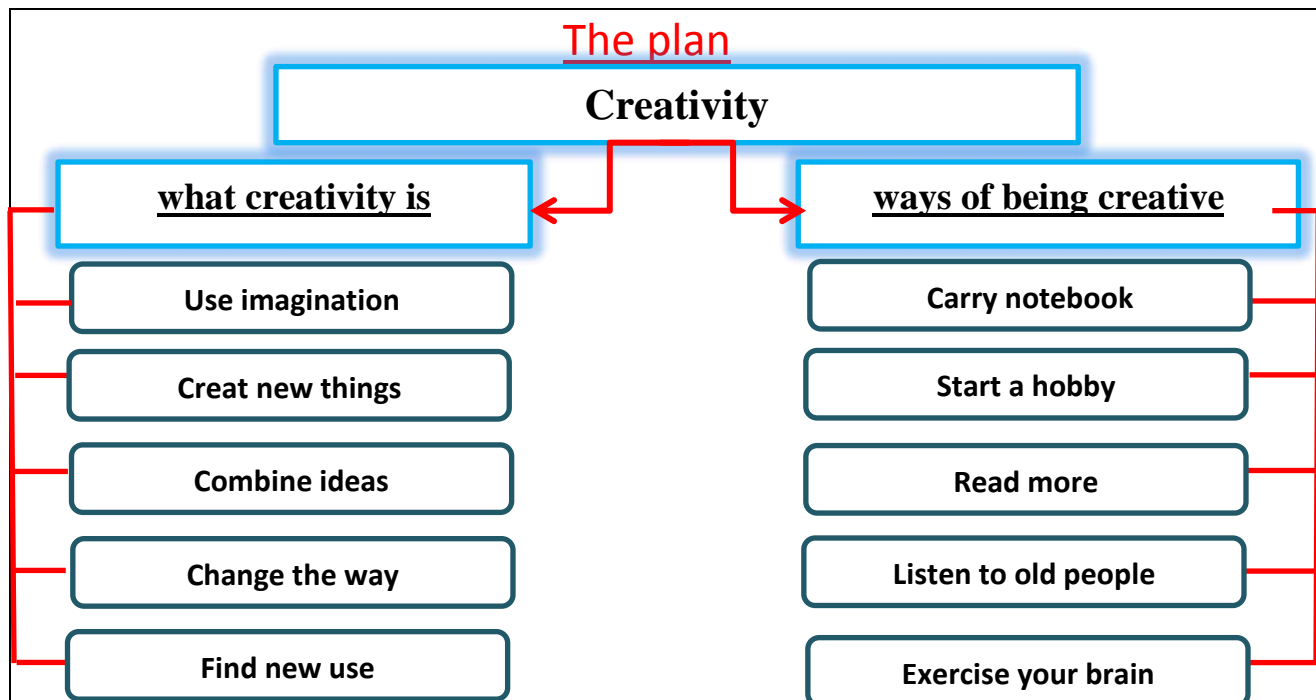 The plan
Creativity
what creativity is
Use imagination
Creat new things
Combine ideas
Change the way
Find new use
ways of being creative
Carry notebook
Start a hobby
Read more
Listen to old people
Exercise your brain